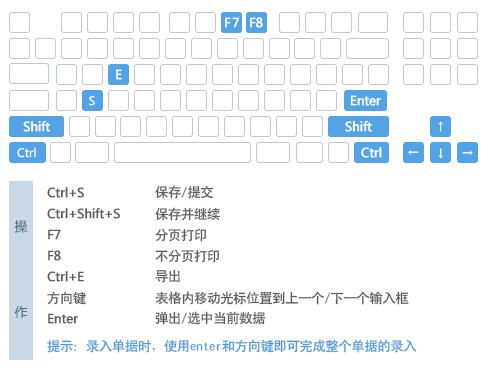 F7 F8
E
S Enter
Shift Shift ↑
Ctrl Ctrl ← ↓ →
操作
Ctrl+S 保存/提交
Ctrl+Shift+S 保存并继续
F7 分页打印
F8 不分页打印
Ctrl+E 导出
方向键 表格内移动光标位置到上一个/下一个输入框
Enter 弹出/选中当前数据
提示：录入单据时，使用enter和方向键即可完成整个单据的录入